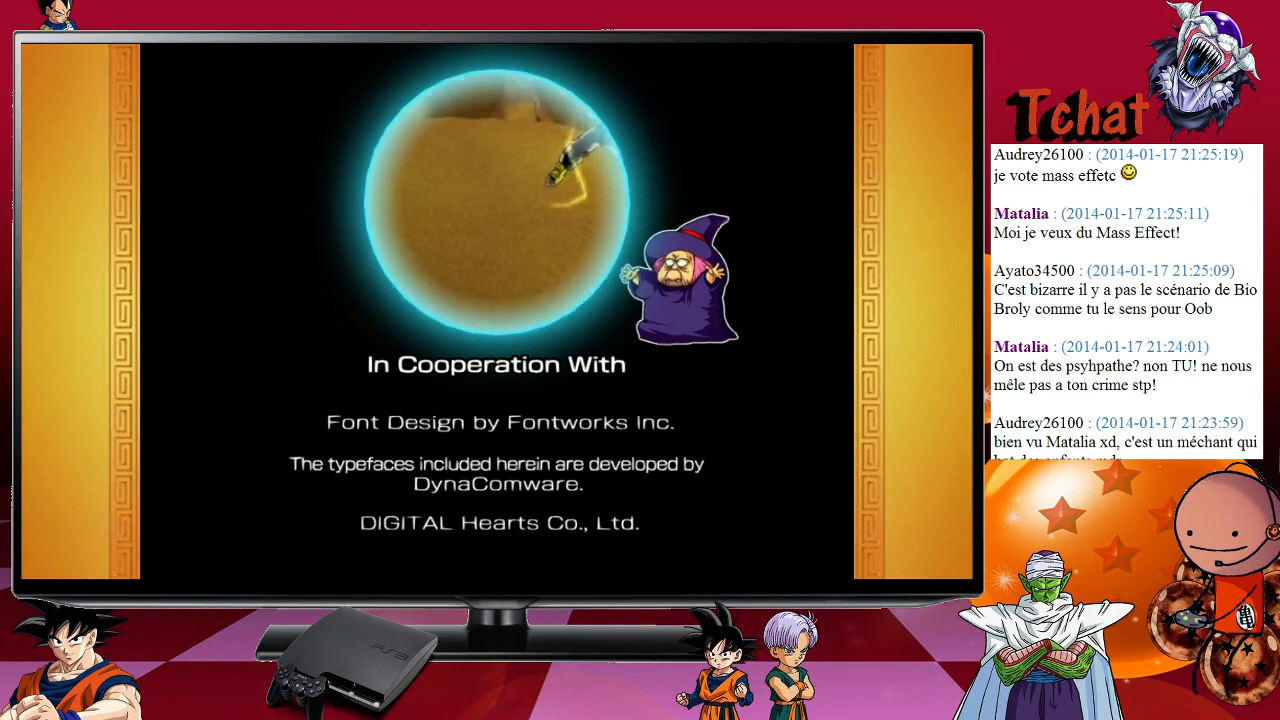 In Cooperation With
Font Design by Fontworks Inc.
The typefaces included herein are developed by
DynaComware.
DIGITAL Hearts Co., Ltd.
PS3
Tchat
Audrey26100 : (2014-01-17 21:25:19)
je vote mass effetc
Matalia : (2014-01-17 21:25:11)
Moi je veux du Mass Effect!
Ayato34500 : (2014-01-17 21:25:09)
C'est bizarre il y a pas le scénario de Bio
Broly comme tu le sens pour Oob
Matalia : (2014-01-17 21:24:01)
On est des psyhpathe? non TU! ne nous
mêle pas a ton crime stp!
Audrey26100 : (2014-01-17 21:23:59)
bien vu Matalia xd, c'est un méchant qui